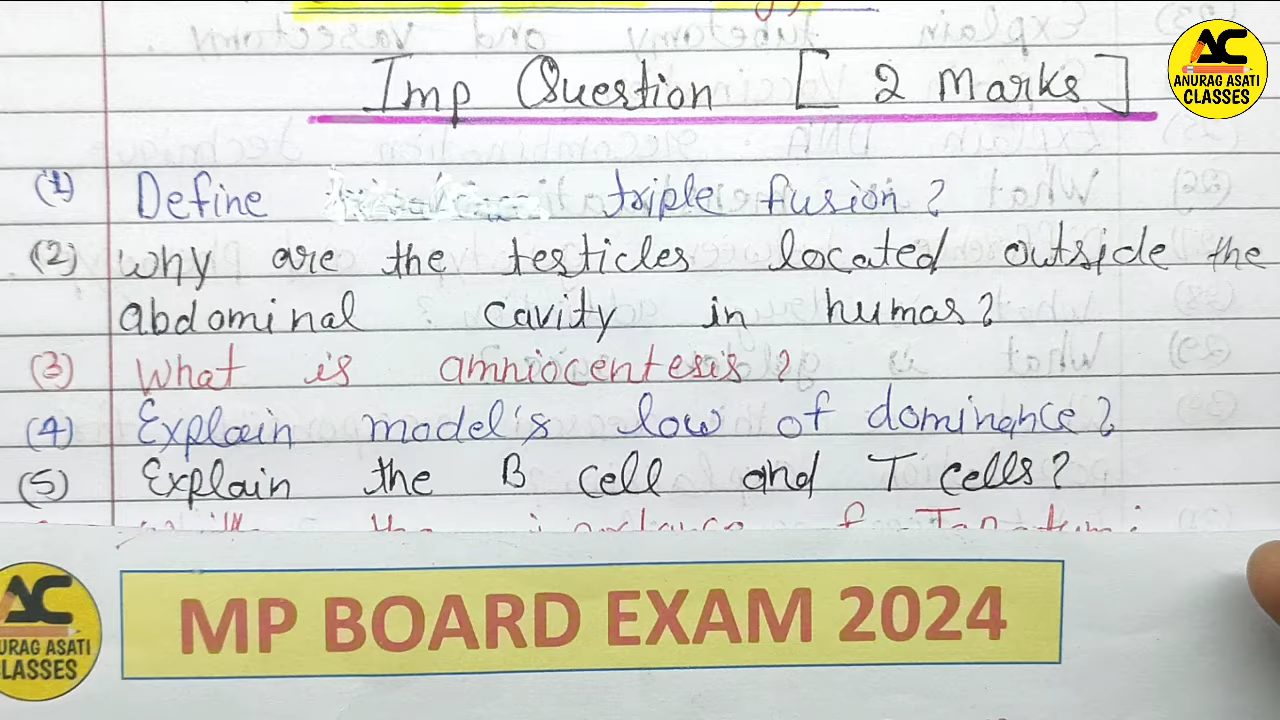 Imp Question [ 2 Marks ]
AC
ANURAG ASATI
CLASSES
(1) Define triple fusion?
(2) why are the testicles located outside the
abdominal cavity in humas?
(3) What is amniocentesis?
(4) Explain model's low of dominance?
(5) Explain the B cell and T cells?
AC
URAG ASATI
LASSES
MP BOARD EXAM 2024